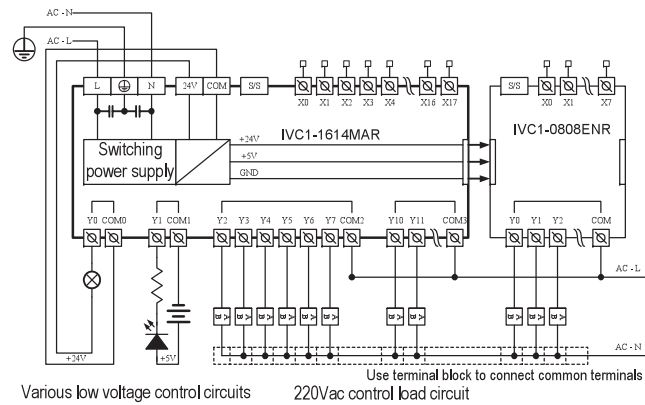 AC - N
AC - L
L N 24V COM S/S X0 X1 X2 X3 X4 X16 X17 S/S X0 X1 X7
IVC1-1614MAR
IVC1-0808ENR
Switching
power supply
+24V
+5V
GND
Y0 COM0 Y1 COM1 Y2 Y3 Y4 Y5 Y6 Y7 COM2 Y10 Y11 COM3 Y0 Y1 Y2 COM
AC - L
A A A A A A A A A A A
B B B B B B B B B B B
AC - N
+24V
+5V
Use terminal block to connect common terminals
Various low voltage control circuits
220Vac control load circuit